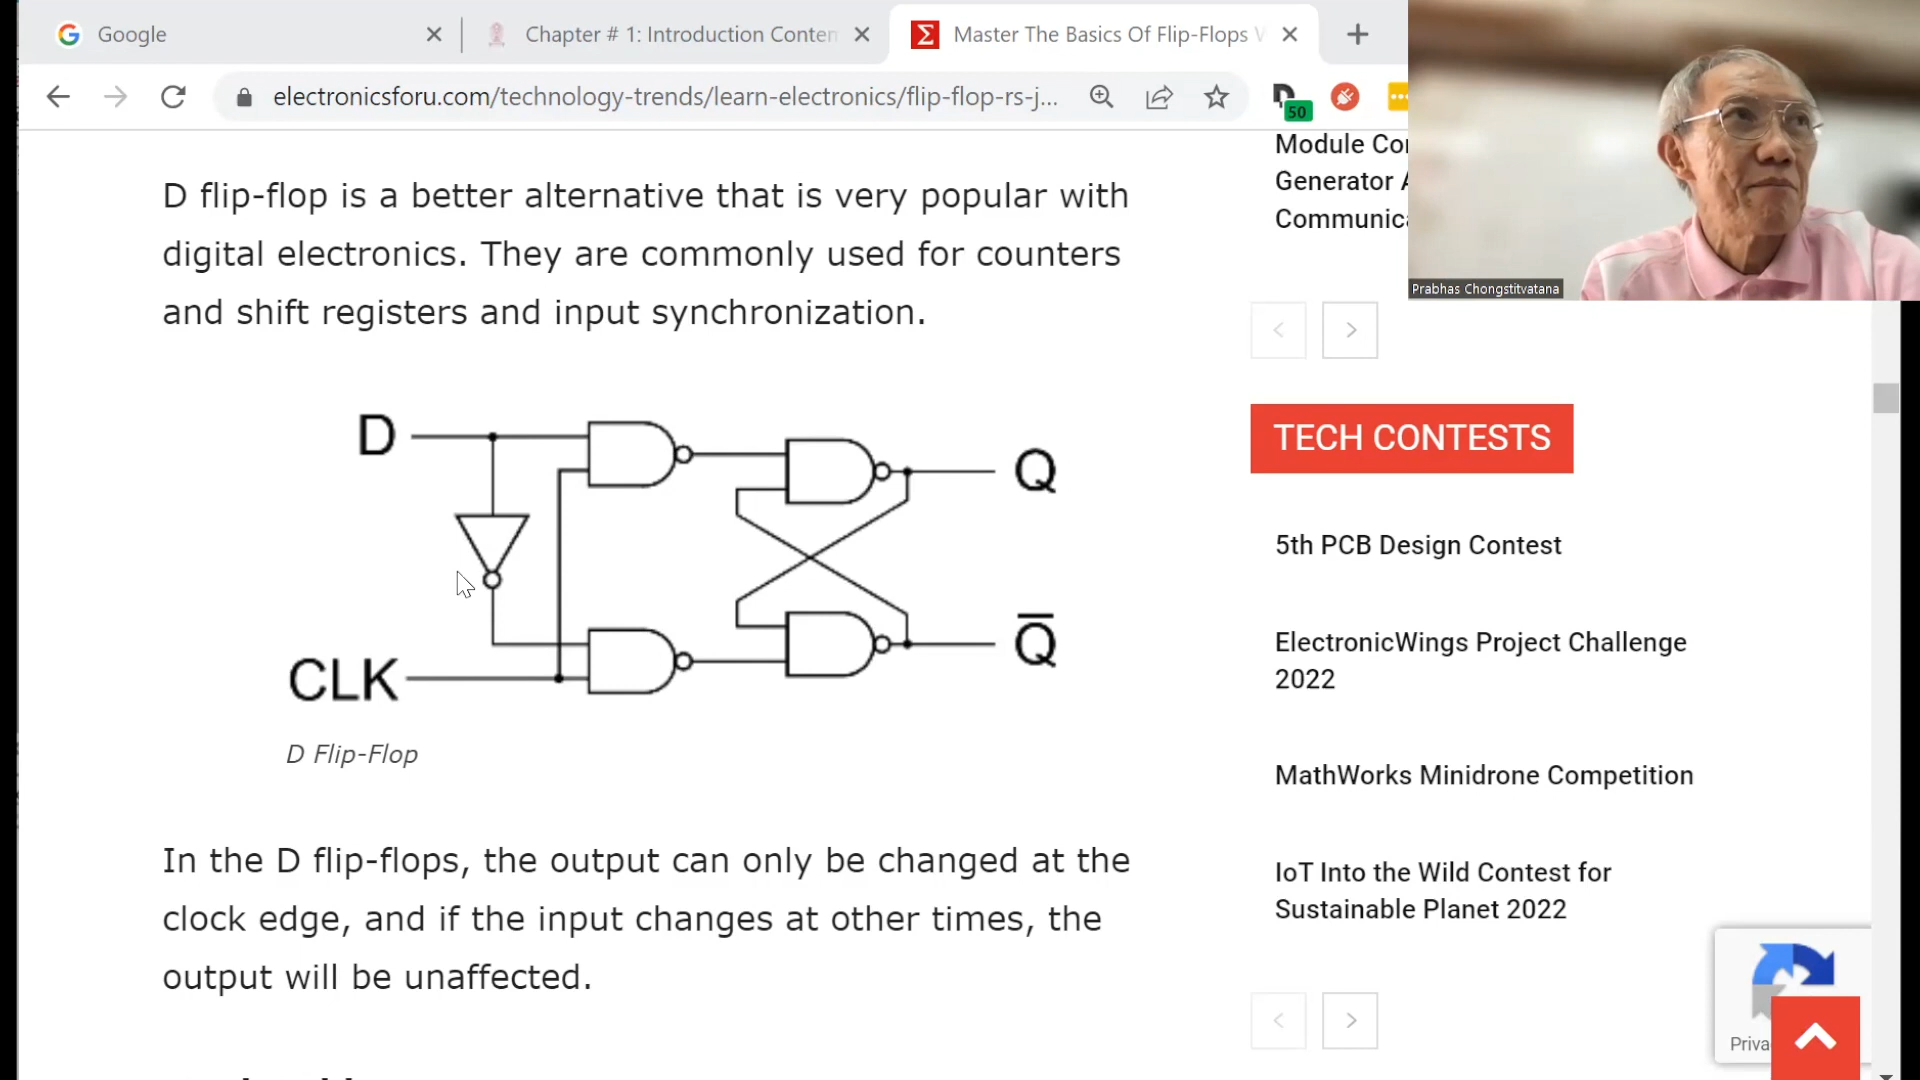 Google
Chapter # 1: Introduction Conten
Master The Basics Of Flip-Flops W
electronicsforu.com/technology-trends/learn-electronics/flip-flop-rs-j...
50
D flip-flop is a better alternative that is very popular with
digital electronics. They are commonly used for counters
and shift registers and input synchronization.
D
Q
CLK
Q̅
D Flip-Flop
In the D flip-flops, the output can only be changed at the
clock edge, and if the input changes at other times, the
output will be unaffected.
Module Co
Generator A
Communic
Prabhas Chongstitvatana
TECH CONTESTS
5th PCB Design Contest
ElectronicWings Project Challenge
2022
MathWorks Minidrone Competition
IoT Into the Wild Contest for
Sustainable Planet 2022
Priva